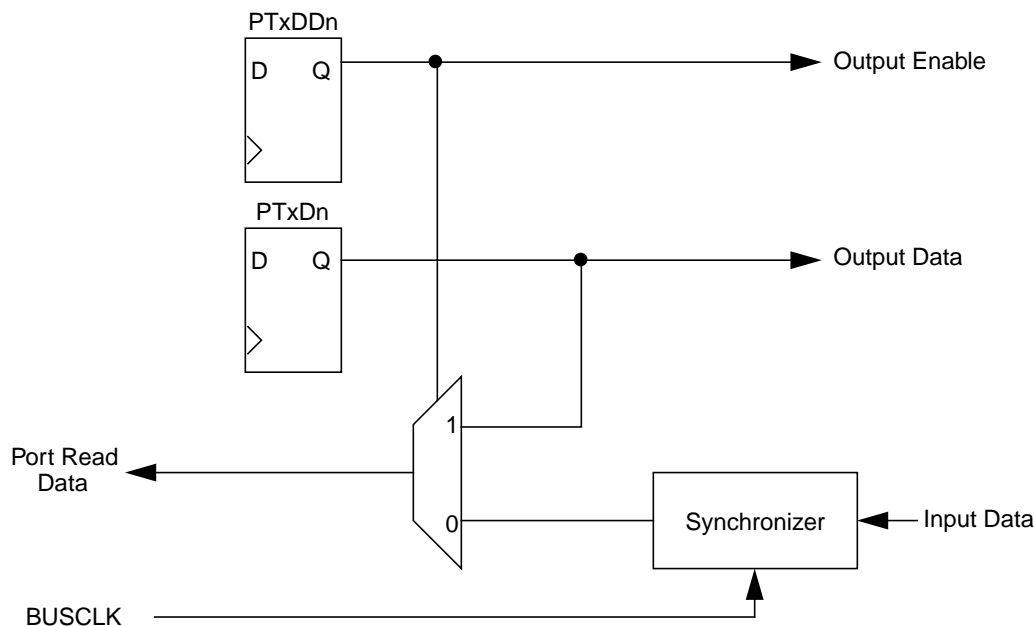 PTxDDn
D Q
Output Enable
PTxDn
D Q
Output Data
1
Port Read
Data
0
Synchronizer
Input Data
BUSCLK